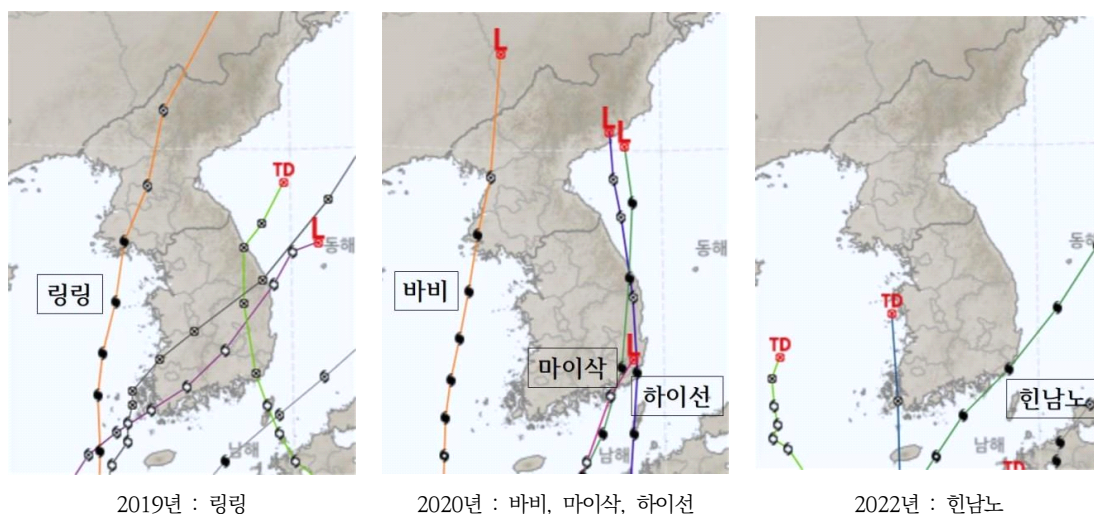 TD
L
동해
링링
남해
2019년 : 링링
L
L
L
동해
바비
L
마이삭
하이선
남해
2020년 : 바비, 마이삭, 하이선
동해
TD
TD
힌남노
남해
TD
2022년 : 힌남노